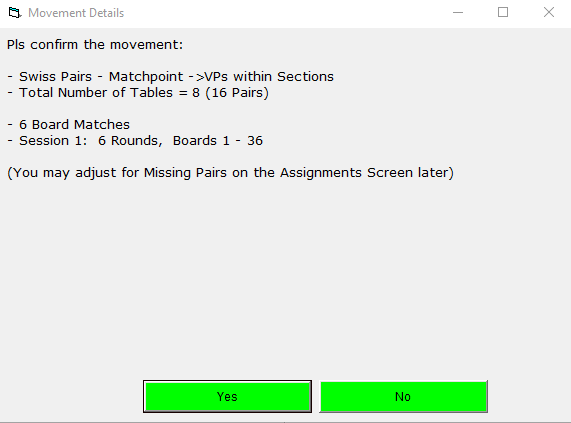 Movement Details
Pls confirm the movement:
- Swiss Pairs - Matchpoint ->VPs within Sections
- Total Number of Tables = 8 (16 Pairs)
- 6 Board Matches
- Session 1:  6 Rounds,  Boards 1 - 36
(You may adjust for Missing Pairs on the Assignments Screen later)
Yes
No